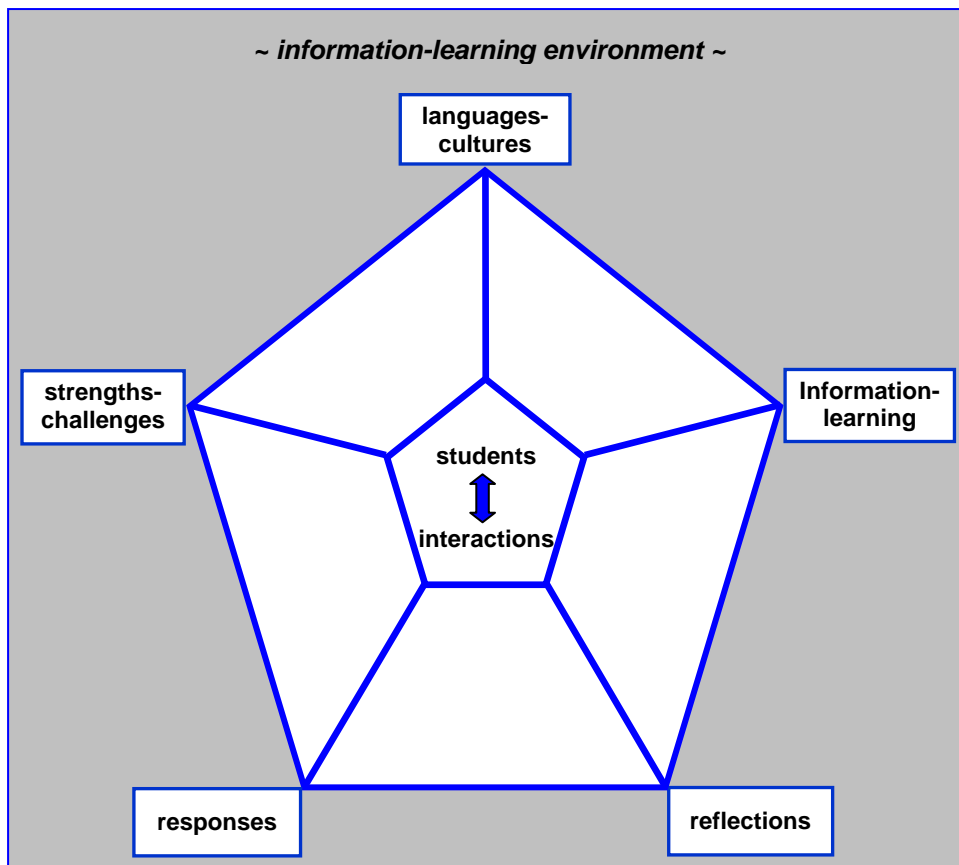 ~ information-learning environment ~
languages-
cultures
strengths-
challenges
Information-
learning
students
interactions
responses
reflections